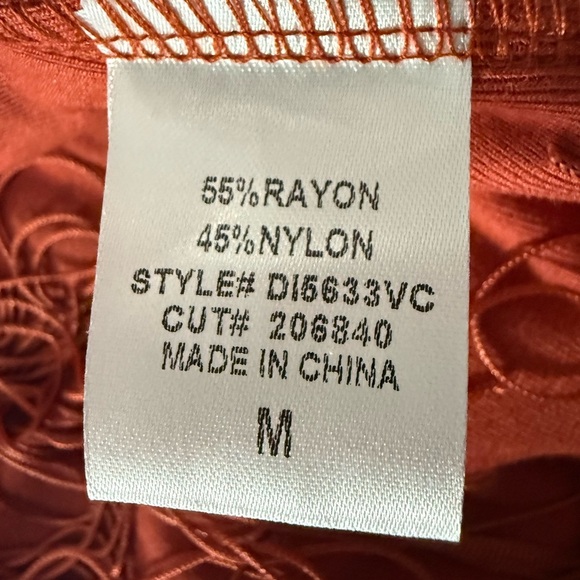 55%RAYON
45%NYLON
STYLE# DI5633VC
CUT# 206840
MADE IN CHINA
M